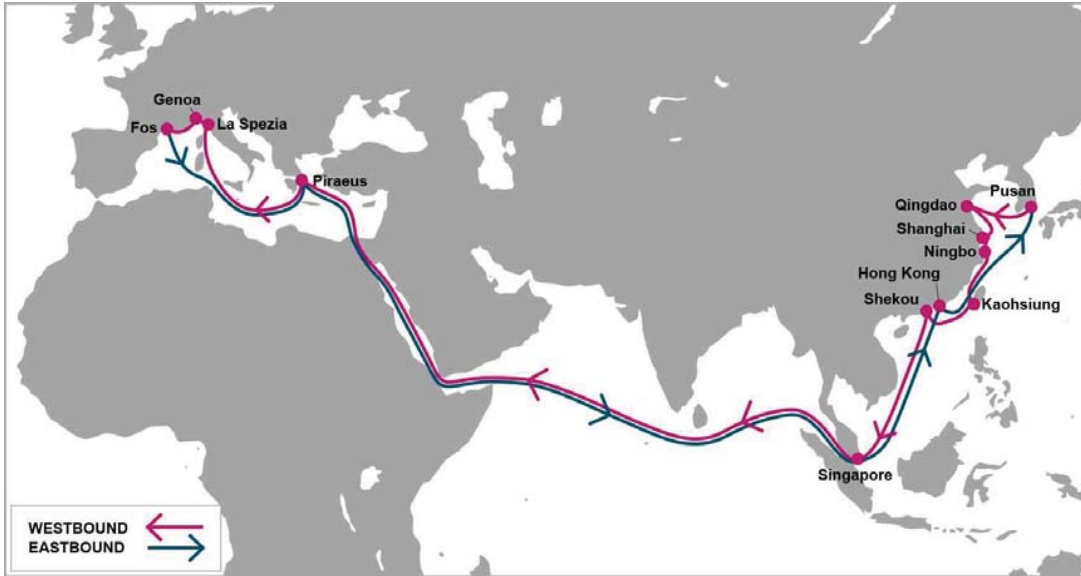 Genoa
Fos
La Spezia
Piraeus
Qingdao
Pusan
Shanghai
Ningbo
Hong Kong
Shekou
Kaohsiung
Singapore
WESTBOUND
EASTBOUND